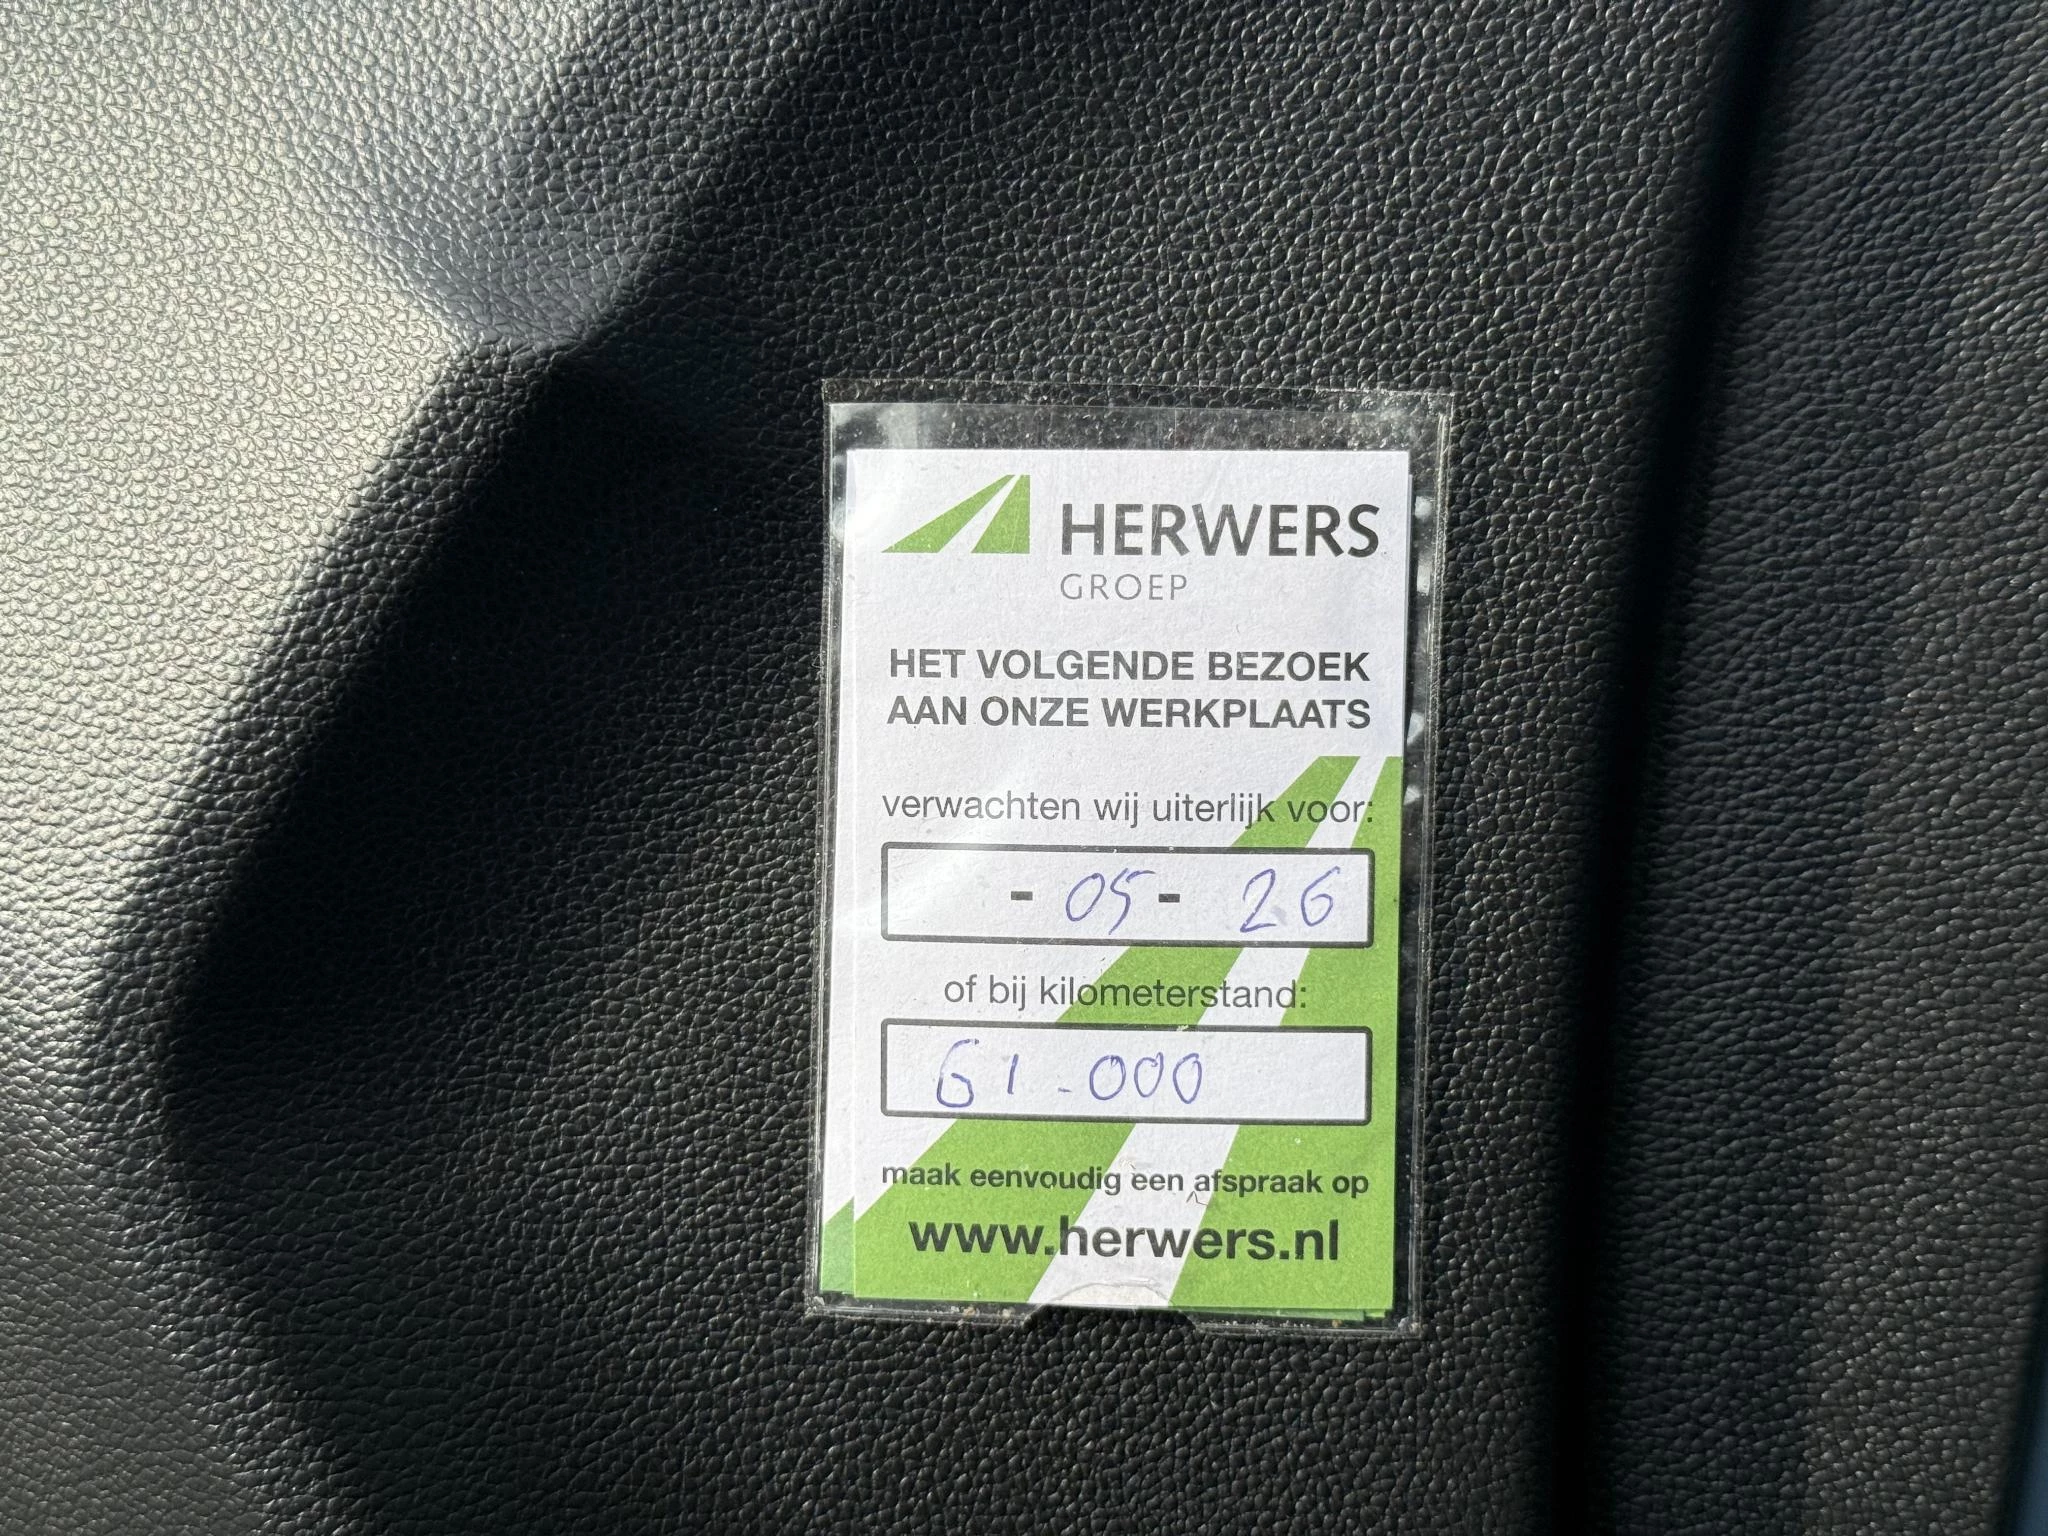 HERWERS
GROEP
HET VOLGENDE BEZOEK
AAN ONZE WERKPLAATS
verwachten wij uiterlijk voor:
- 05 - 26
of bij kilometerstand:
61.000
maak eenvoudig een afspraak op
www.herwers.nl